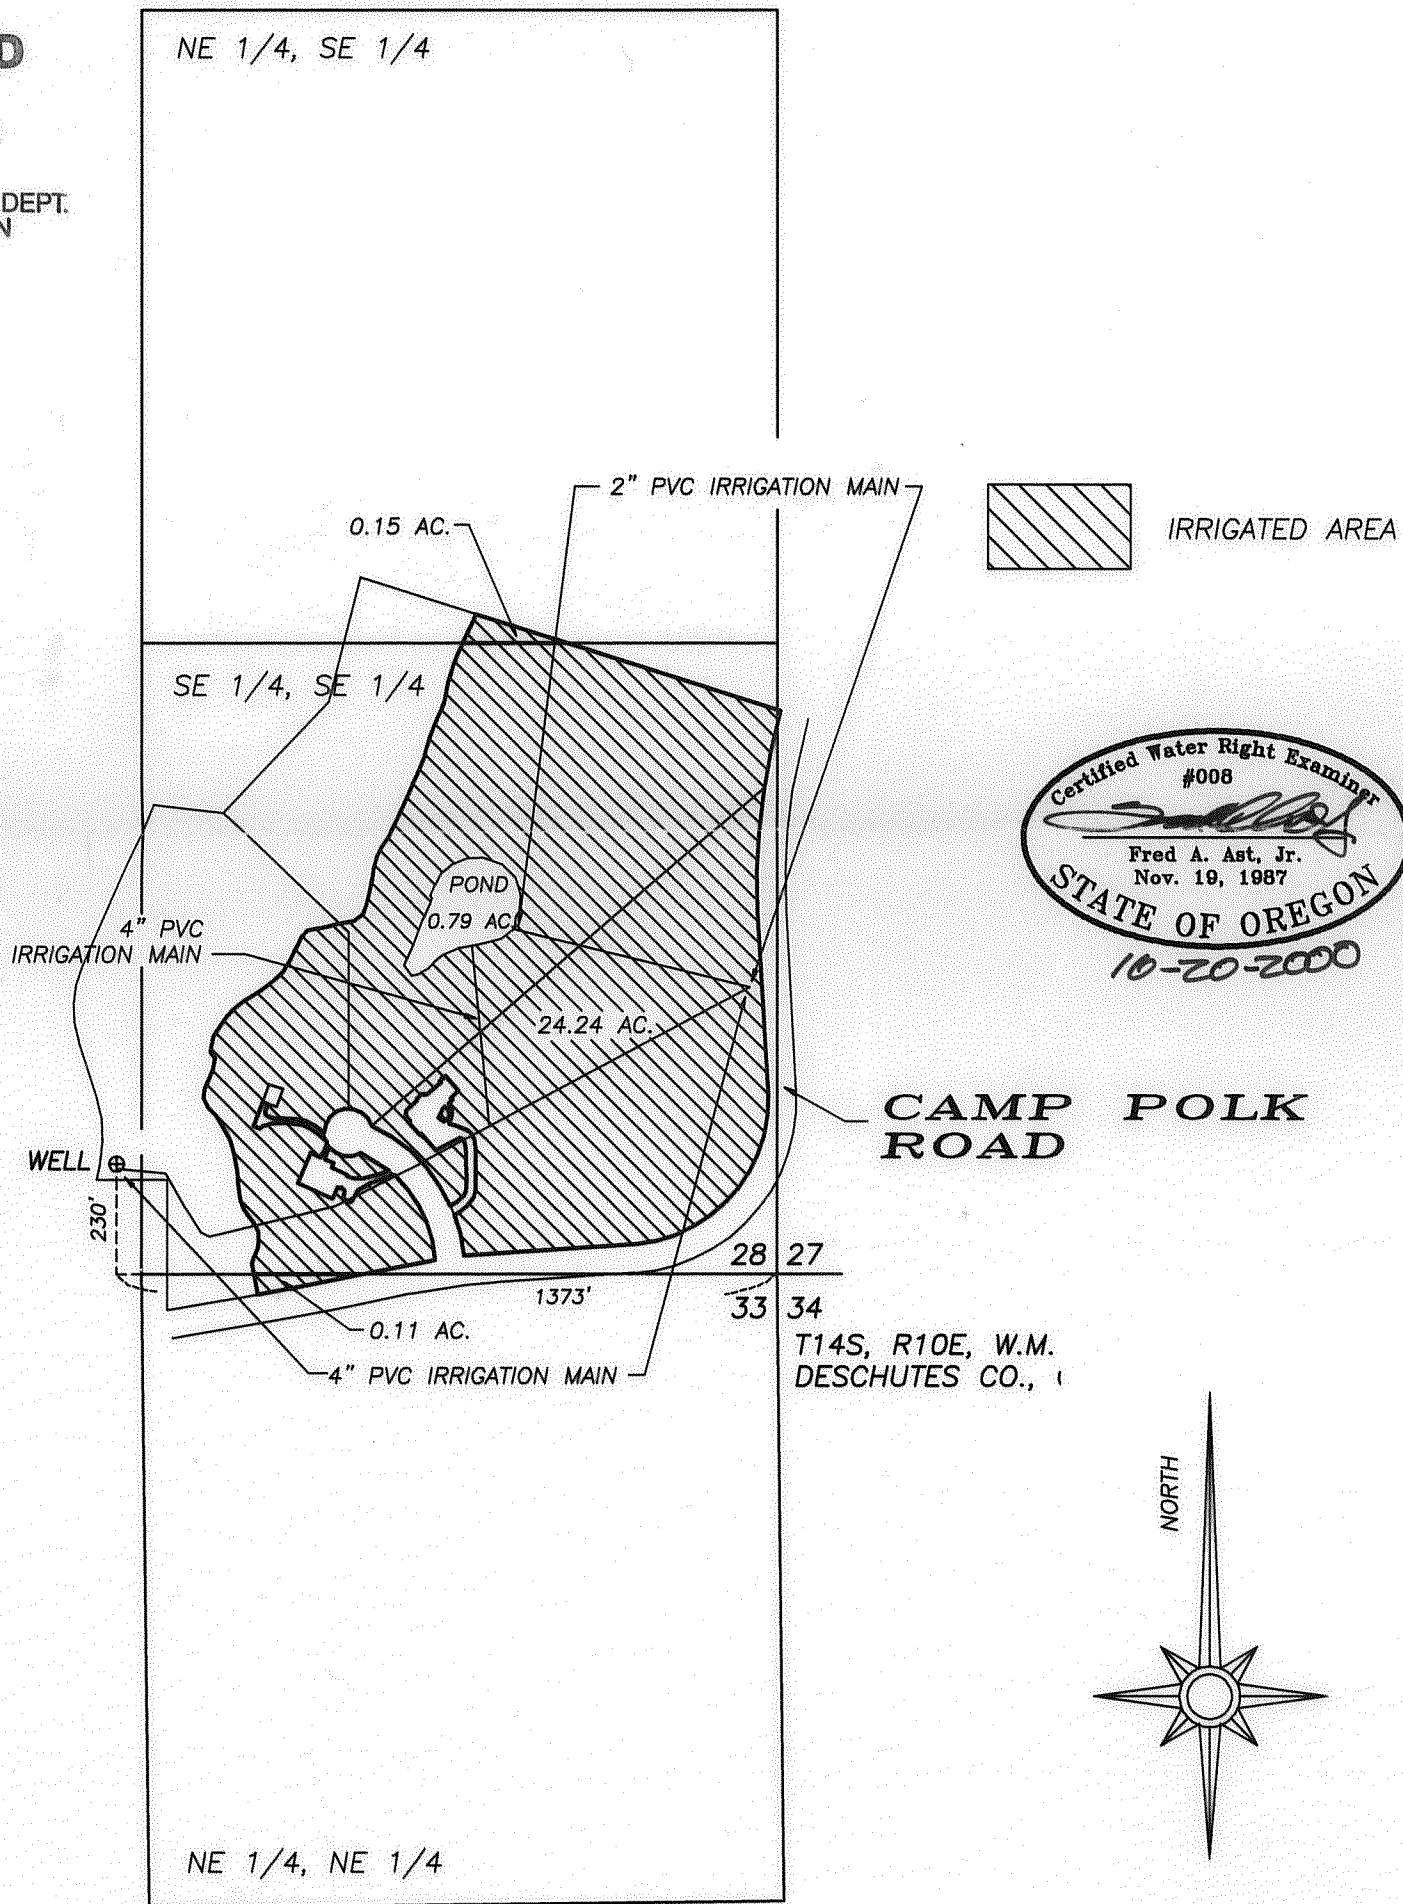 D
NE 1/4, SE 1/4
DEPT.
N
2" PVC IRRIGATION MAIN
0.15 AC.
IRRIGATED AREA
SE 1/4, SE 1/4
Certified Water Right Examiner
#008
Fred A. Ast, Jr.
Nov. 19, 1987
STATE OF OREGON
10-20-2000
POND
0.79 AC.
4" PVC
IRRIGATION MAIN
24.24 AC.
CAMP POLK
ROAD
WELL
230'
28 27
1373'
33 34
0.11 AC.
4" PVC IRRIGATION MAIN
T14S, R10E, W.M.
DESCHUTES CO.,
NORTH
NE 1/4, NE 1/4